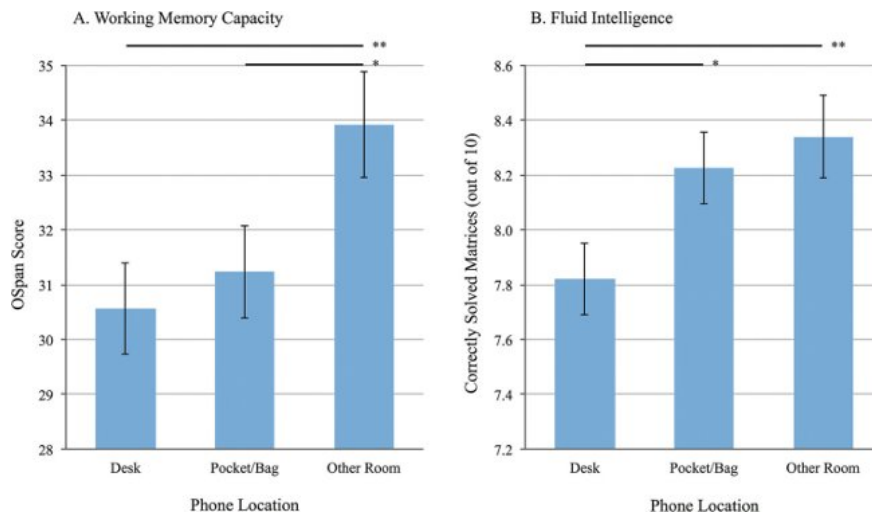 A. Working Memory Capacity
**
*
35
34
33
32
31
30
29
28
OSpan Score
Desk
Pocket/Bag
Other Room
Phone Location
B. Fluid Intelligence
**
*
8.6
8.4
8.2
8.0
7.8
7.6
7.4
7.2
Correctly Solved Matrices (out of 10)
Desk
Pocket/Bag
Other Room
Phone Location